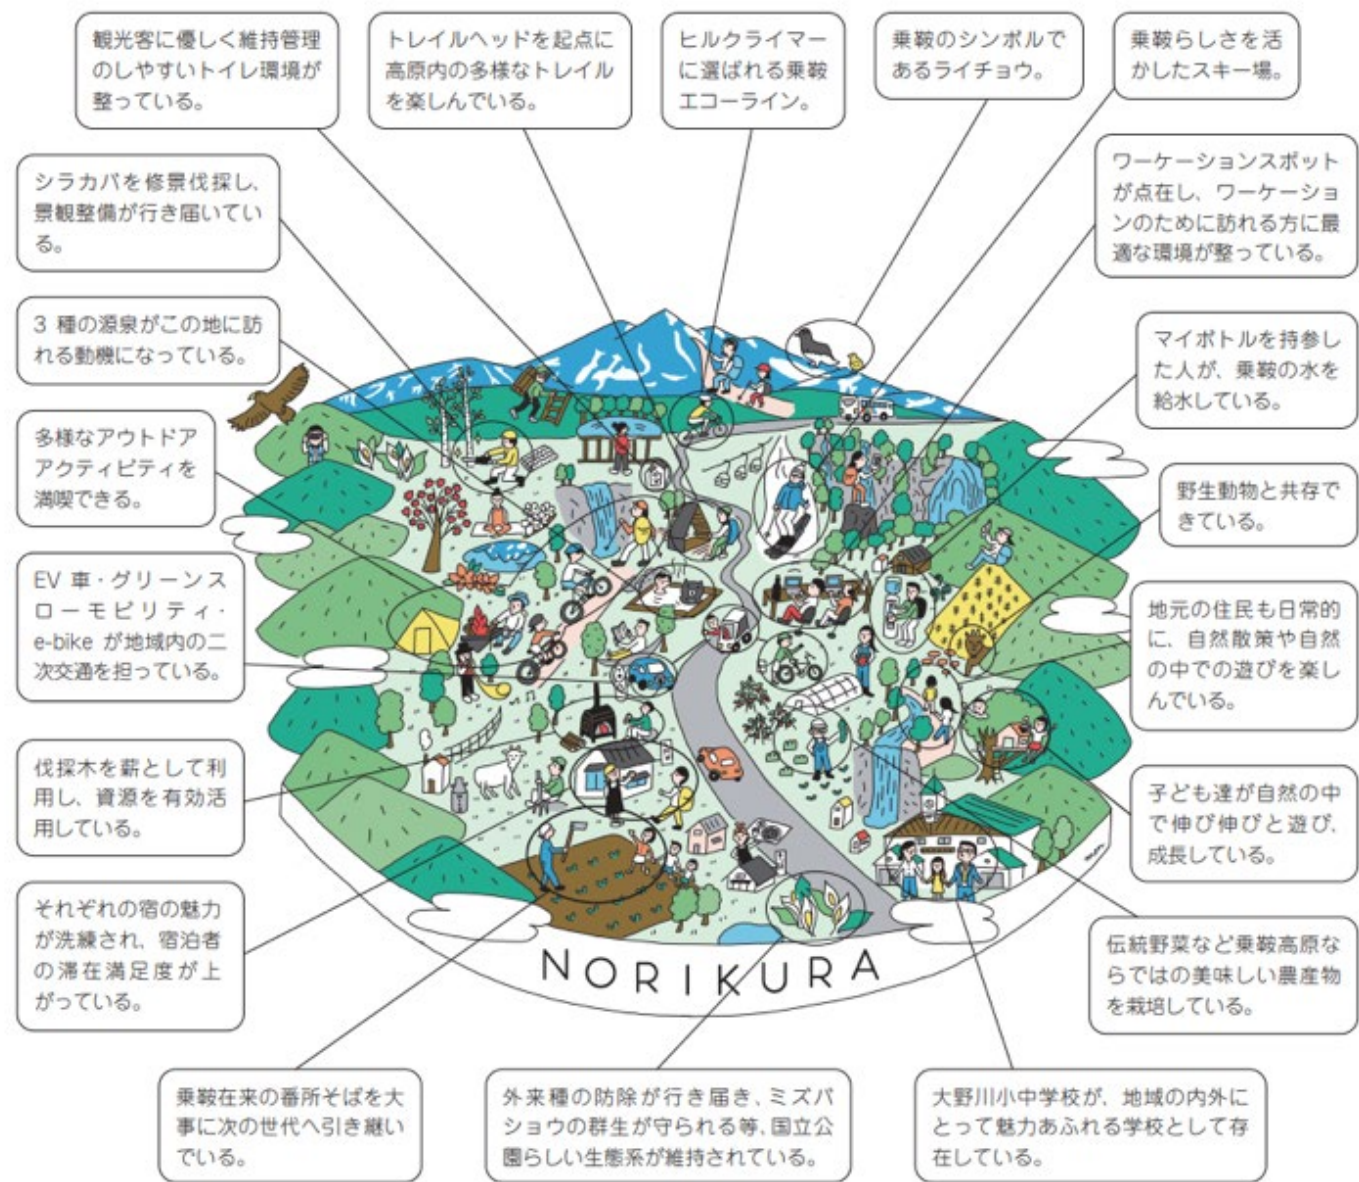 観光客に優しく維持管理
のしやすいトイレ環境が
整っている。
トレイルヘッドを起点に
高原内の多様なトレイル
を楽しんでいる。
ヒルクライマー
に選ばれる乗鞍
エコーライン。
乗鞍のシンボルで
あるライチョウ。
乗鞍らしさを活
かしたスキー場。
シラカバを修景伐採し、
景観整備が行き届いてい
る。
ワーケーションスポット
が点在し、ワーケーショ
ンのために訪れる方に最
適な環境が整っている。
3 種の源泉がこの地に訪
れる動機になっている。
マイボトルを持参し
た人が、乗鞍の水を
給水している。
多様なアウトドア
アクティビティを
満喫できる。
野生動物と共存で
きている。
EV 車・グリーンス
ローモビリティ・
e-bike が地域内の二
次交通を担っている。
地元の住民も日常的
に、自然散策や自然
の中での遊びを楽し
んでいる。
伐採木を薪として利
用し、資源を有効活
用している。
子ども達が自然の中
で伸び伸びと遊び、
成長している。
それぞれの宿の魅力
が洗練され、宿泊者
の滞在満足度が上
がっている。
伝統野菜など乗鞍高原な
らではの美味しい農産物
を栽培している。
NORIKURA
乗鞍在来の番所そばを大
事に次の世代へ引き継い
でいる。
外来種の防除が行き届き、ミズバ
ショウの群生が守られる等、国立公
園らしい生態系が維持されている。
大野川小中学校が、地域の内外に
とって魅力あふれる学校として存
在している。